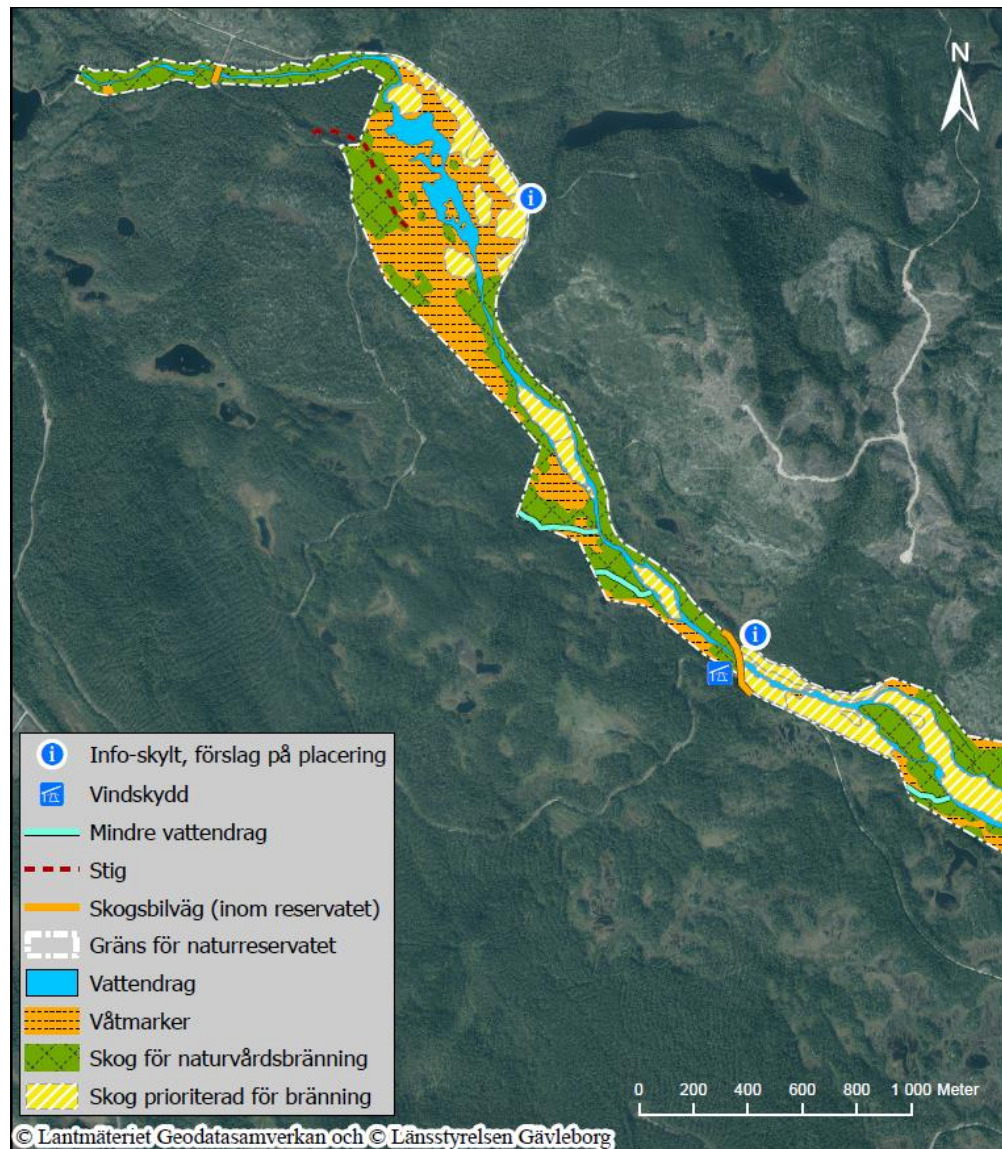 N
Info-skylt, förslag på placering
Vindskydd
Mindre vattendrag
Stig
Skogsbilväg (inom reservatet)
Gräns för naturreservatet
Vattendrag
Våtmarker
Skog för naturvårdsbränning
Skog prioriterad för bränning
0 200 400 600 800 1 000 Meter
© Lantmäteriet Geodatasamverkan och © Länsstyrelsen Gävleborg